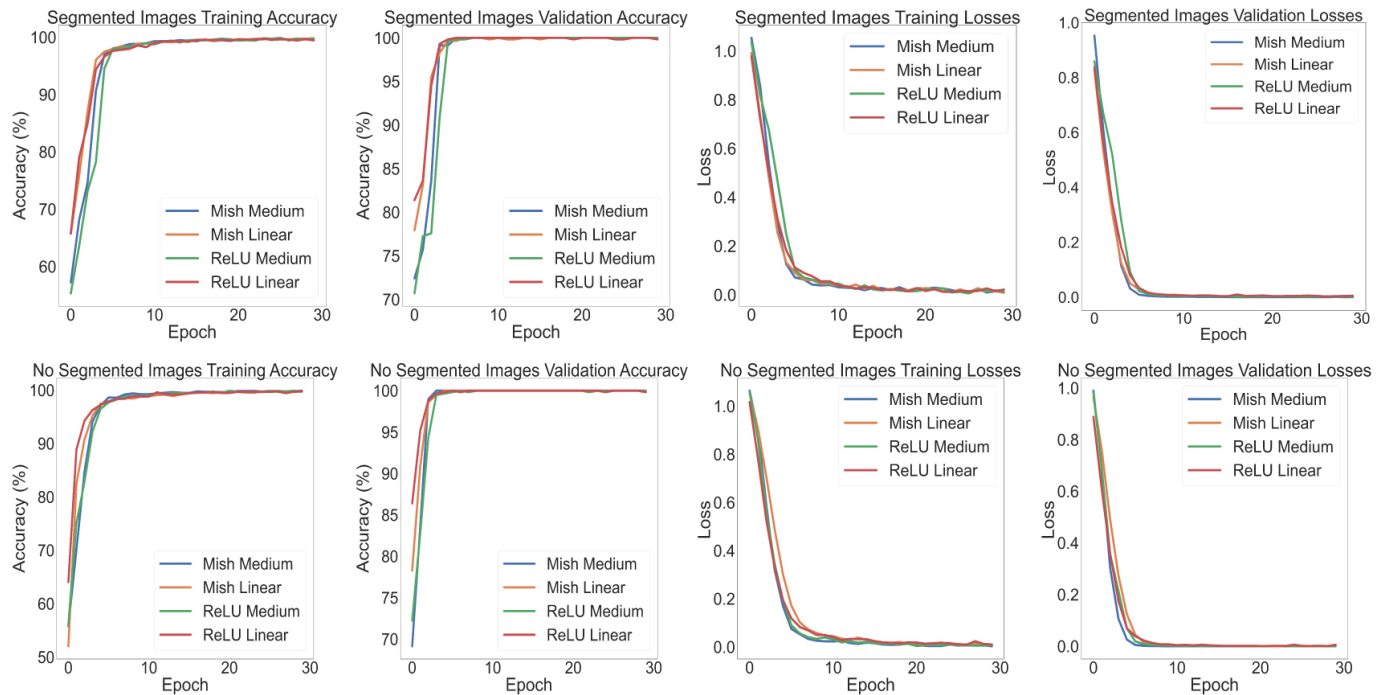 Segmented Images Training Accuracy
100
90
80
70
60
Accuracy (%)
Mish Medium
Mish Linear
ReLU Medium
ReLU Linear
0
10
20
30
Epoch
Segmented Images Validation Accuracy
100
95
90
85
80
75
70
Accuracy (%)
Mish Medium
Mish Linear
ReLU Medium
ReLU Linear
0
10
20
30
Epoch
Segmented Images Training Losses
1.0
0.8
0.6
0.4
0.2
0.0
Loss
Mish Medium
Mish Linear
ReLU Medium
ReLU Linear
0
10
20
30
Epoch
Segmented Images Validation Losses
1.0
0.8
0.6
0.4
0.2
0.0
Loss
Mish Medium
Mish Linear
ReLU Medium
ReLU Linear
0
10
20
30
Epoch
No Segmented Images Training Accuracy
100
90
80
70
60
50
Accuracy (%)
Mish Medium
Mish Linear
ReLU Medium
ReLU Linear
0
10
20
30
Epoch
No Segmented Images Validation Accuracy
100
95
90
85
80
75
70
Accuracy (%)
Mish Medium
Mish Linear
ReLU Medium
ReLU Linear
0
10
20
30
Epoch
No Segmented Images Training Losses
1.0
0.8
0.6
0.4
0.2
0.0
Loss
Mish Medium
Mish Linear
ReLU Medium
ReLU Linear
0
10
20
30
Epoch
No Segmented Images Validation Losses
1.0
0.8
0.6
0.4
0.2
0.0
Loss
Mish Medium
Mish Linear
ReLU Medium
ReLU Linear
0
10
20
30
Epoch